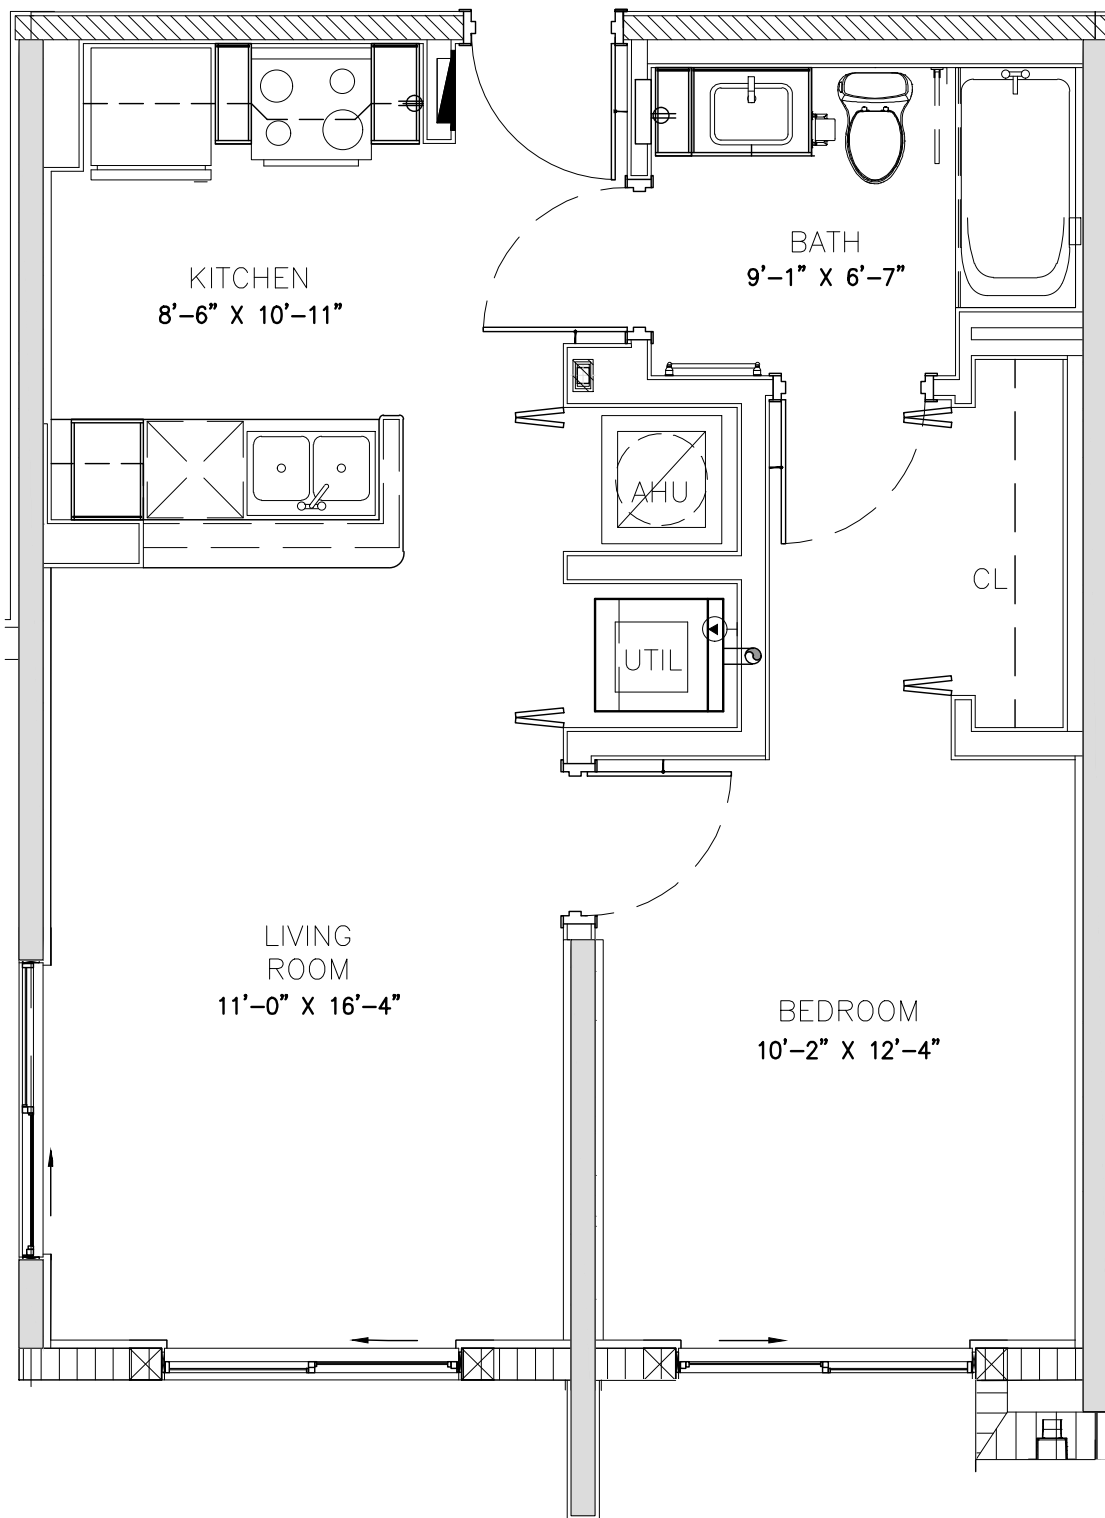 BATH
9'-1" X 6'-7"
KITCHEN
8'-6" X 10'-11"
AHU
CL
UTIL
LIVING
ROOM
11'-0" X 16'-4"
BEDROOM
10'-2" X 12'-4"